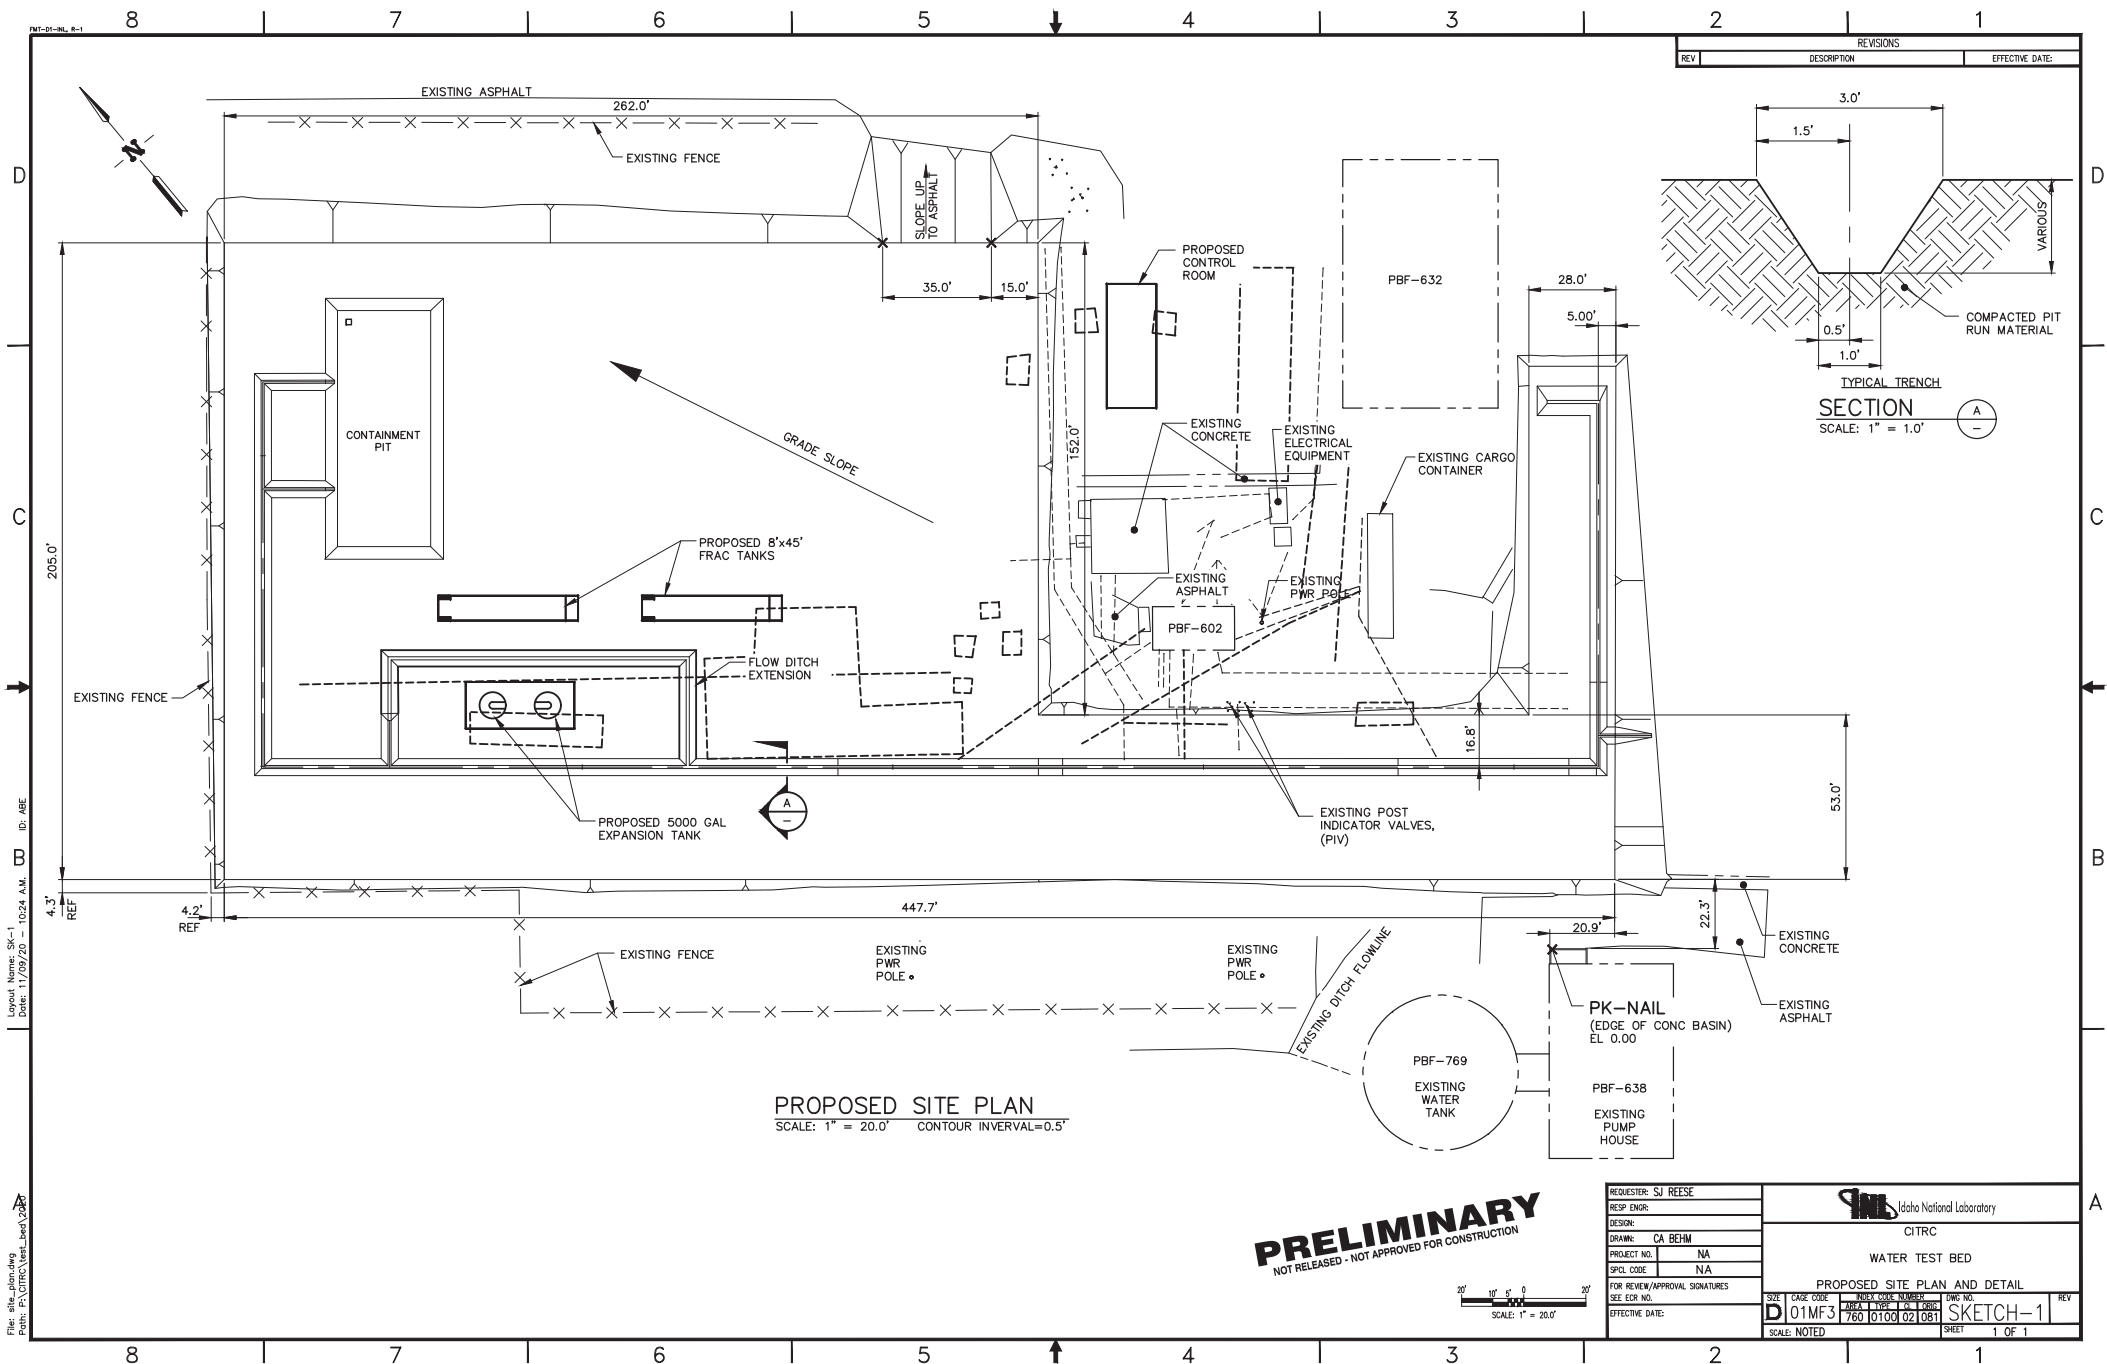 8 7 6 5 4 3 2 1
FMT-D1-INL, R-1
REVISIONS
REV DESCRIPTION EFFECTIVE DATE:
D
D
C
C
B
B
A
A
EXISTING ASPHALT
262.0'
EXISTING FENCE
N
SLOPE UP
TO ASPHALT
35.0'
15.0'
205.0'
152.0'
PROPOSED
CONTROL
ROOM
PBF-632
28.0'
5.00'
3.0'
1.5'
VARIOUS
0.5'
1.0'
COMPACTED PIT
RUN MATERIAL
TYPICAL TRENCH
SECTION
SCALE: 1" = 1.0'
A
-
CONTAINMENT
PIT
GRADE SLOPE
EXISTING
CONCRETE
EXISTING
ELECTRICAL
EQUIPMENT
EXISTING CARGO
CONTAINER
PROPOSED 8'x45'
FRAC TANKS
EXISTING
ASPHALT
EXISTING
PWR POLE
PBF-602
FLOW DITCH
EXTENSION
EXISTING FENCE
16.8'
53.0'
A
-
PROPOSED 5000 GAL
EXPANSION TANK
EXISTING POST
INDICATOR VALVES,
(PIV)
4.3'
REF
4.2'
REF
447.7'
22.3'
20.9'
EXISTING FENCE
EXISTING
PWR
POLE
EXISTING
PWR
POLE
EXISTING DITCH FLOWLINE
EXISTING
CONCRETE
PK-NAIL
(EDGE OF CONC BASIN)
EL 0.00
EXISTING
ASPHALT
PBF-769
EXISTING
WATER
TANK
PBF-638
EXISTING
PUMP
HOUSE
PROPOSED SITE PLAN
SCALE: 1" = 20.0' CONTOUR INVERVAL=0.5'
PRELIMINARY
NOT RELEASED - NOT APPROVED FOR CONSTRUCTION
20' 10' 5' 0 20'
SCALE: 1" = 20.0'
REQUESTER: SJ REESE
RESP ENGR:
DESIGN:
DRAWN: CA BEHM
PROJECT NO. NA
SPCL CODE NA
FOR REVIEW/APPROVAL SIGNATURES
SEE ECR NO.
EFFECTIVE DATE:
INL Idaho National Laboratory
CITRC
WATER TEST BED
PROPOSED SITE PLAN AND DETAIL
SIZE CAGE CODE INDEX CODE NUMBER DWG NO. REV
AREA TYPE CL ORIG
D 01MF3 760 0100 02 081 SKETCH-1
SCALE: NOTED SHEET 1 OF 1
Layout Name: SK-1
Date: 11/09/20 - 10:24 A.M. ID: ABE
File: site_plan.dwg
Path: P:\CITRC\test_bed\2020
8 7 6 5 4 3 2 1